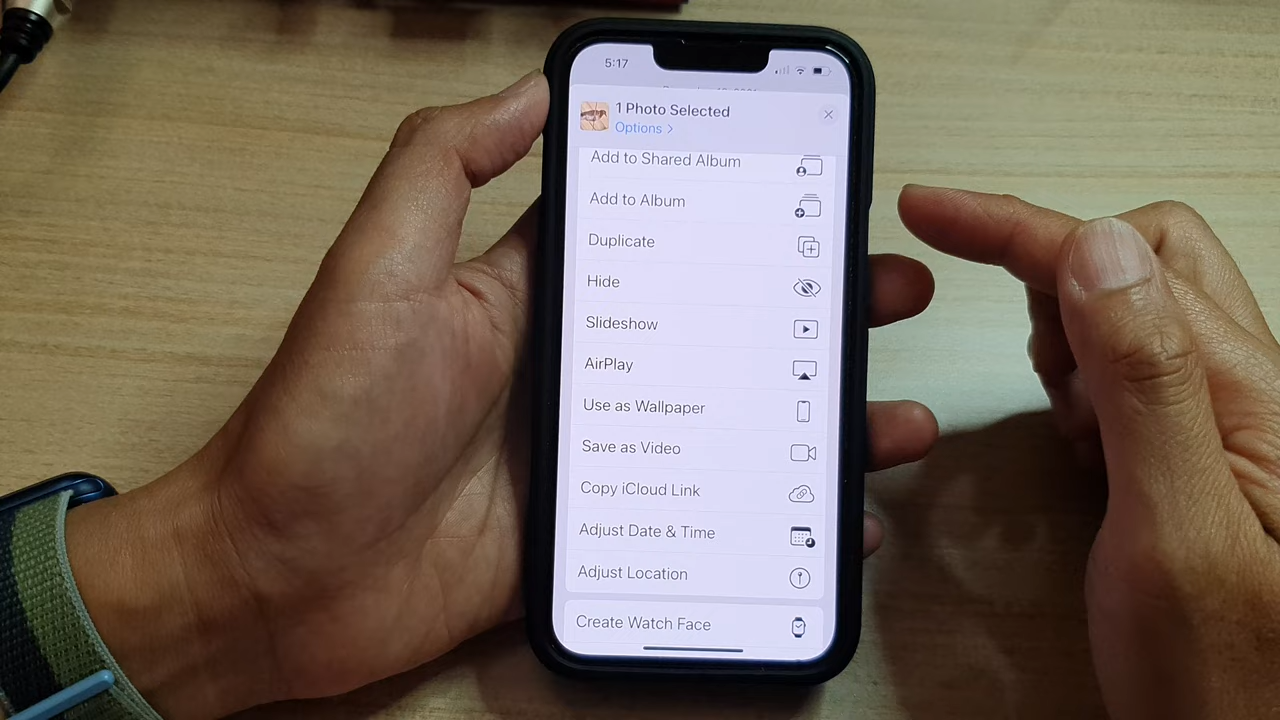 5:17
1 Photo Selected
Options >
Add to Shared Album
Add to Album
Duplicate
Hide
Slideshow
AirPlay
Use as Wallpaper
Save as Video
Copy iCloud Link
Adjust Date & Time
Adjust Location
Create Watch Face